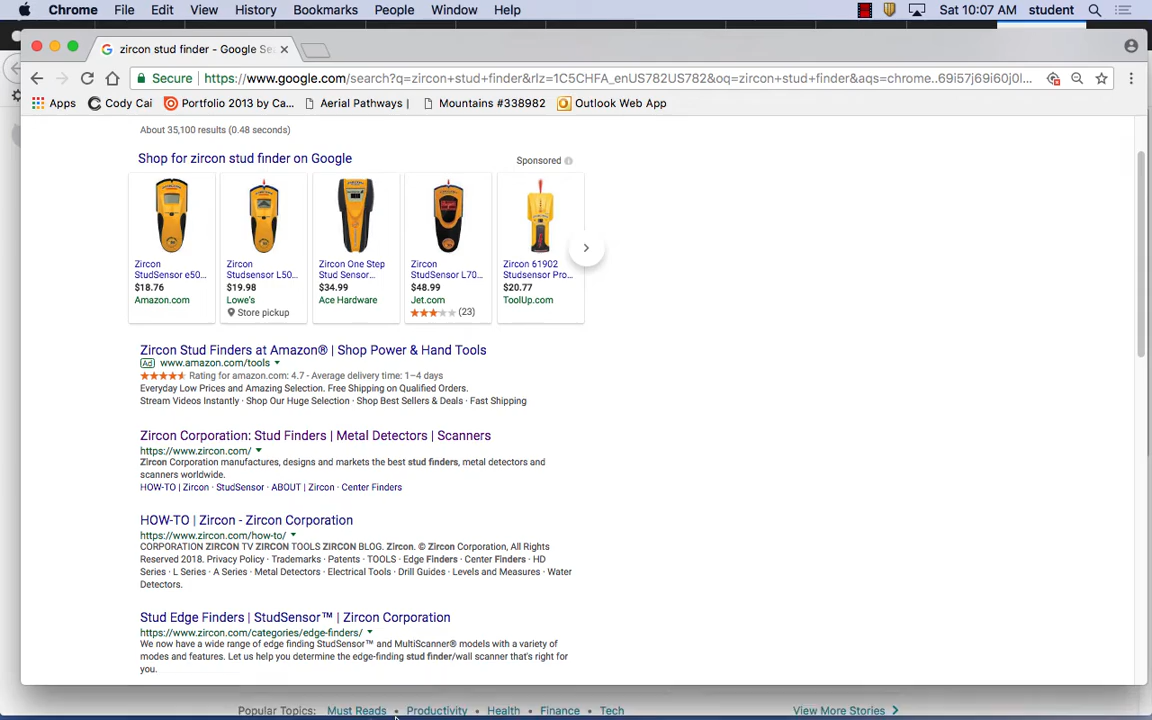 Chrome File Edit View History Bookmarks People Window Help Sat 10:07 AM student
zircon stud finder - Google Se
Secure https://www.google.com/search?q=zircon+stud+finder&rlz=1C5CHFA_enUS782US782&oq=zircon+stud+finder&aqs=chrome..69i57j69i60j0l...
Apps Cody Cai Portfolio 2013 by Ca... Aerial Pathways | Mountains #338982 Outlook Web App
About 35,100 results (0.48 seconds)
Shop for zircon stud finder on Google Sponsored
Zircon StudSensor e50...
$18.76
Amazon.com
Zircon Studsensor L50...
$19.98
Lowe's
Store pickup
Zircon One Step Stud Sensor...
$34.99
Ace Hardware
Zircon StudSensor L70...
$48.99
Jet.com
(23)
Zircon 61902 Studsensor Pro...
$20.77
ToolUp.com
Zircon Stud Finders at Amazon® | Shop Power & Hand Tools
Ad www.amazon.com/tools
Rating for amazon.com: 4.7 - Average delivery time: 1–4 days
Everyday Low Prices and Amazing Selection. Free Shipping on Qualified Orders.
Stream Videos Instantly · Shop Our Huge Selection · Shop Best Sellers & Deals · Fast Shipping
Zircon Corporation: Stud Finders | Metal Detectors | Scanners
https://www.zircon.com/
Zircon Corporation manufactures, designs and markets the best stud finders, metal detectors and
scanners worldwide.
HOW-TO | Zircon · StudSensor · ABOUT | Zircon · Center Finders
HOW-TO | Zircon - Zircon Corporation
https://www.zircon.com/how-to/
CORPORATION ZIRCON TV ZIRCON TOOLS ZIRCON BLOG. Zircon. © Zircon Corporation, All Rights
Reserved 2018. Privacy Policy · Trademarks · Patents · TOOLS · Edge Finders · Center Finders · HD
Series · L Series · A Series · Metal Detectors · Electrical Tools · Drill Guides · Levels and Measures · Water
Detectors.
Stud Edge Finders | StudSensor™ | Zircon Corporation
https://www.zircon.com/categories/edge-finders/
We now have a wide range of edge finding StudSensor™ and MultiScanner® models with a variety of
modes and features. Let us help you determine the edge-finding stud finder/wall scanner that's right for
you.
Popular Topics: Must Reads • Productivity • Health • Finance • Tech View More Stories